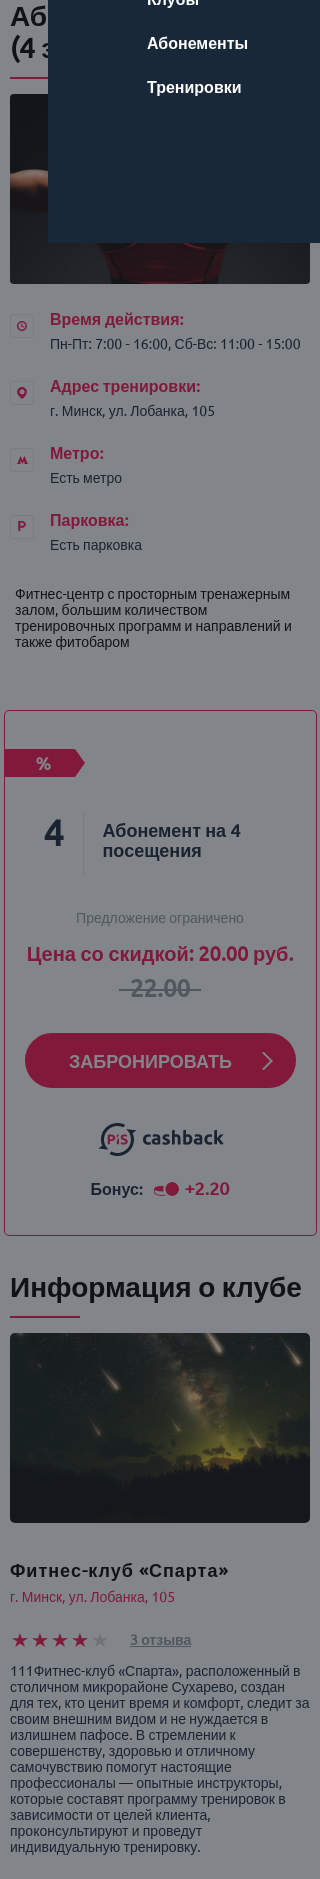 Клубы
Аб
(4 з
Абонементы
Тренировки
Время действия:
Пн-Пт: 7:00 - 16:00, Сб-Вс: 11:00 - 15:00
Адрес тренировки:
г. Минск, ул. Лобанка, 105
Метро:
Есть метро
Парковка:
Есть парковка
Фитнес-центр с просторным тренажерным
залом, большим количеством
тренировочных программ и направлений и
также фитобаром
%
4
Абонемент на 4
посещения
Предложение ограничено
Цена со скидкой: 20.00 руб.
22.00
ЗАБРОНИРОВАТЬ
PiS cashback
Бонус: +2.20
Информация о клубе
Фитнес-клуб «Спарта»
г. Минск, ул. Лобанка, 105
3 отзыва
111Фитнес-клуб «Спарта», расположенный в
столичном микрорайоне Сухарево, создан
для тех, кто ценит время и комфорт, следит за
своим внешним видом и не нуждается в
излишнем пафосе. В стремлении к
совершенству, здоровью и отличному
самочувствию помогут настоящие
профессионалы — опытные инструкторы,
которые составят программу тренировок в
зависимости от целей клиента,
проконсультируют и проведут
индивидуальную тренировку.